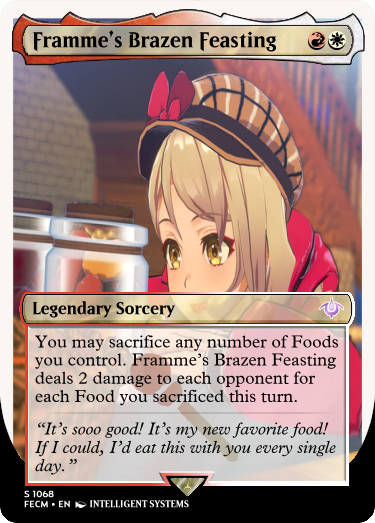 Framme's Brazen Feasting
Legendary Sorcery
You may sacrifice any number of Foods
you control. Framme's Brazen Feasting
deals 2 damage to each opponent for
each Food you sacrificed this turn.
“It's sooo good! It's my new favorite food!
If I could, I'd eat this with you every single
day.”
S 1068
FECM • EN INTELLIGENT SYSTEMS